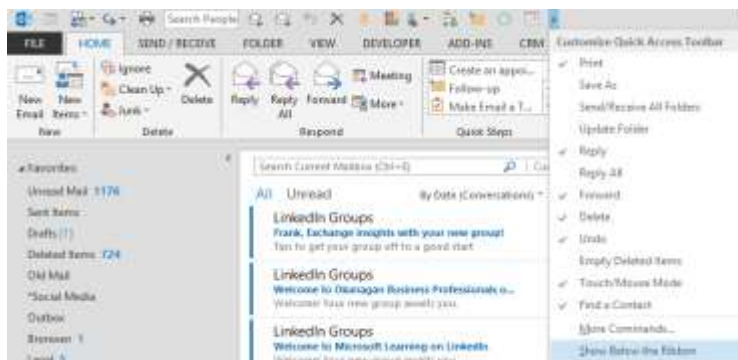 Search People
FILE HOME SEND / RECEIVE FOLDER VIEW DEVELOPER ADD-INS CRM
New Email
New Items
Ignore
Clean Up
Junk
Delete
Reply
Reply All
Forward
Meeting
More
Create an appoi...
Follow-up
Make Email a T...
New
Delete
Respond
Quick Steps
Favorites
Unread Mail 1176
Sent Items
Drafts [1]
Deleted Items 724
Old Mail
*Social Media
Outbox
Search Current Mailbox (Ctrl+E)
All Unread
By Date (Conversations)
LinkedIn Groups
Frank, Exchange insights with your new group!
Tips to get your group off to a good start
LinkedIn Groups
Welcome to Okanagan Business Professionals o...
Welcome! Your new group awaits you.
LinkedIn Groups
Welcome to Microsoft Learning on LinkedIn
Customize Quick Access Toolbar
Print
Save As
Send/Receive All Folders
Update Folder
Reply
Reply All
Forward
Delete
Undo
Empty Deleted Items
Touch/Mouse Mode
Find a Contact
More Commands...
Show Below the Ribbon